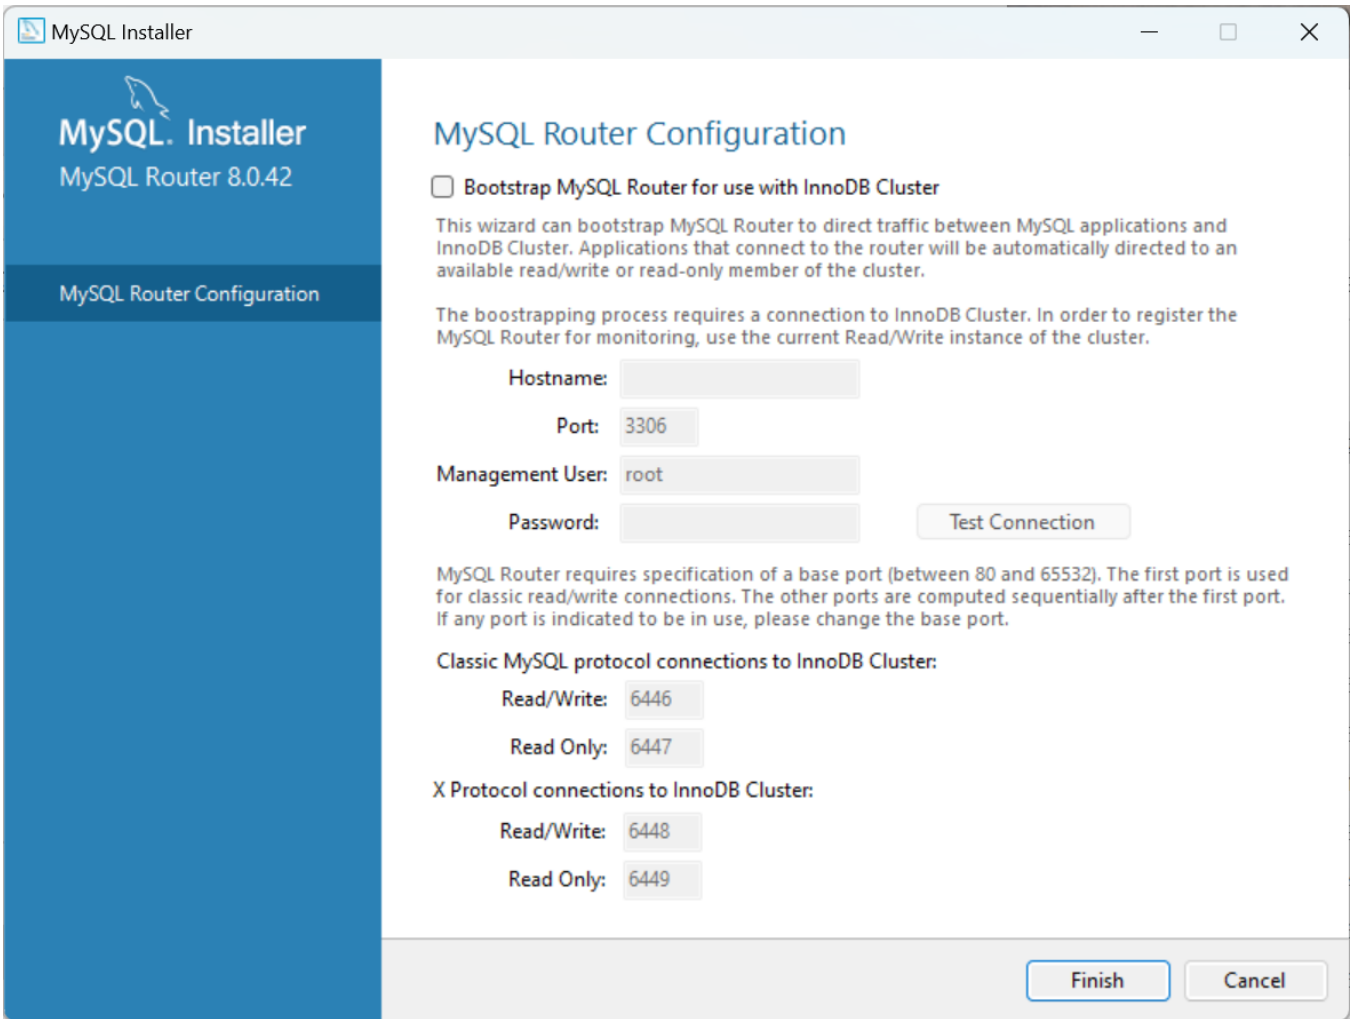 MySQL Installer
MySQL. Installer
MySQL Router 8.0.42
MySQL Router Configuration
MySQL Router Configuration
Bootstrap MySQL Router for use with InnoDB Cluster
This wizard can bootstrap MySQL Router to direct traffic between MySQL applications and
InnoDB Cluster. Applications that connect to the router will be automatically directed to an
available read/write or read-only member of the cluster.
The boostrapping process requires a connection to InnoDB Cluster. In order to register the
MySQL Router for monitoring, use the current Read/Write instance of the cluster.
Hostname:
Port: 3306
Management User: root
Password: Test Connection
MySQL Router requires specification of a base port (between 80 and 65532). The first port is used
for classic read/write connections. The other ports are computed sequentially after the first port.
If any port is indicated to be in use, please change the base port.
Classic MySQL protocol connections to InnoDB Cluster:
Read/Write: 6446
Read Only: 6447
X Protocol connections to InnoDB Cluster:
Read/Write: 6448
Read Only: 6449
Finish Cancel